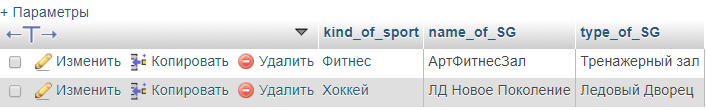 + Параметры
kind_of_sport name_of_SG type_of_SG
Изменить Копировать Удалить Фитнес АртФитнесЗал Тренажерный зал
Изменить Копировать Удалить Хоккей ЛД Новое Поколение Ледовый Дворец